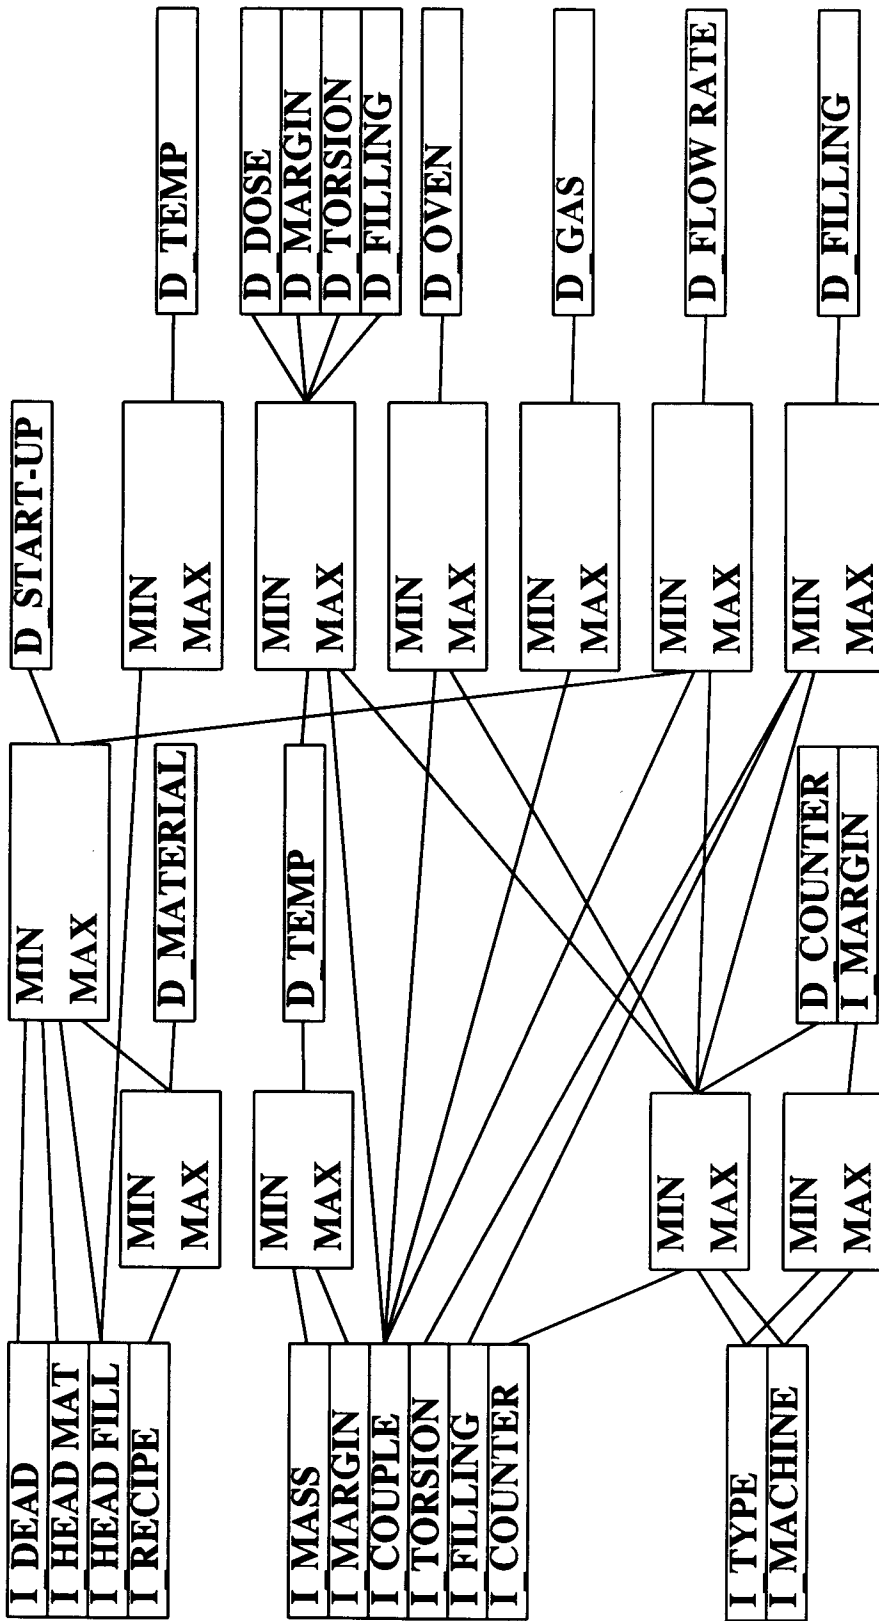 I_DEAD
I_HEAD MAT
I_HEAD FILL
I_RECIPE
I_MASS
I_MARGIN
I_COUPLE
I_TORSION
I_FILLING
I_COUNTER
I_TYPE
I_MACHINE
MIN
MAX
MIN
MAX
MIN
MAX
MIN
MAX
MIN
MAX
D_MATERIAL
D_TEMP
D_COUNTER
I_MARGIN
D_START-UP
MIN
MAX
MIN
MAX
MIN
MAX
MIN
MAX
MIN
MAX
MIN
MAX
D_TEMP
D_DOSE
D_MARGIN
D_TORSION
D_FILLING
D_OVEN
D_GAS
D_FLOW RATE
D_FILLING